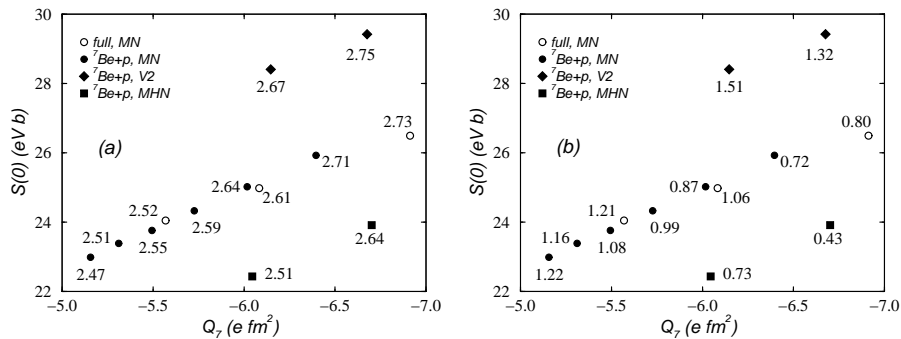 30
28
26
24
22
S(0) (eV b)
full, MN
⁷Be+p, MN
⁷Be+p, V2
⁷Be+p, MHN
(a)
2.75
2.67
2.73
2.71
2.64
2.61
2.52
2.59
2.51
2.55
2.64
2.47
2.51
−5.0 −5.5 −6.0 −6.5 −7.0
Q₇ (e fm²)
30
28
26
24
22
S(0) (eV b)
full, MN
⁷Be+p, MN
⁷Be+p, V2
⁷Be+p, MHN
(b)
1.32
1.51
0.80
0.72
0.87
1.06
1.21
0.99
1.16
1.08
0.43
1.22
0.73
−5.0 −5.5 −6.0 −6.5 −7.0
Q₇ (e fm²)